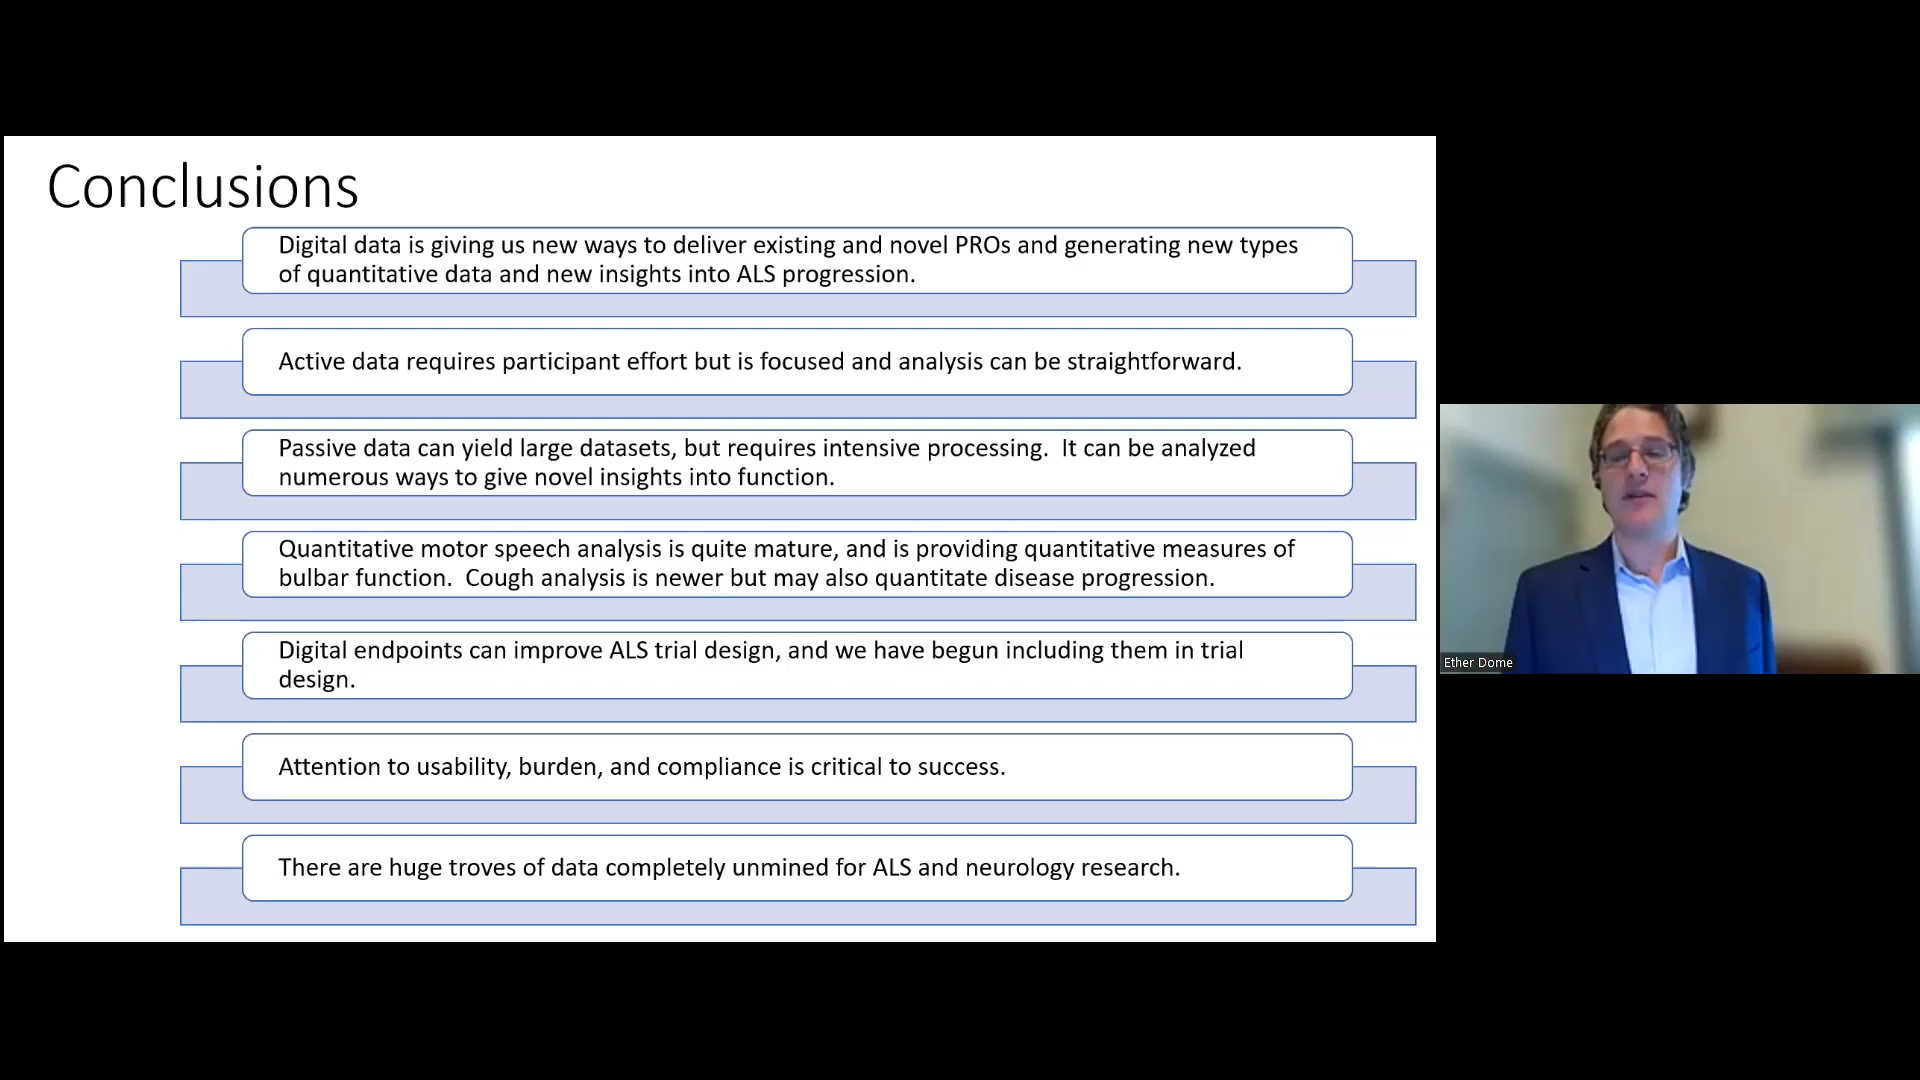 Conclusions
Digital data is giving us new ways to deliver existing and novel PROs and generating new types
of quantitative data and new insights into ALS progression.
Active data requires participant effort but is focused and analysis can be straightforward.
Passive data can yield large datasets, but requires intensive processing.  It can be analyzed
numerous ways to give novel insights into function.
Quantitative motor speech analysis is quite mature, and is providing quantitative measures of
bulbar function.  Cough analysis is newer but may also quantitate disease progression.
Digital endpoints can improve ALS trial design, and we have begun including them in trial
design.
Attention to usability, burden, and compliance is critical to success.
There are huge troves of data completely unmined for ALS and neurology research.
Ether Dome